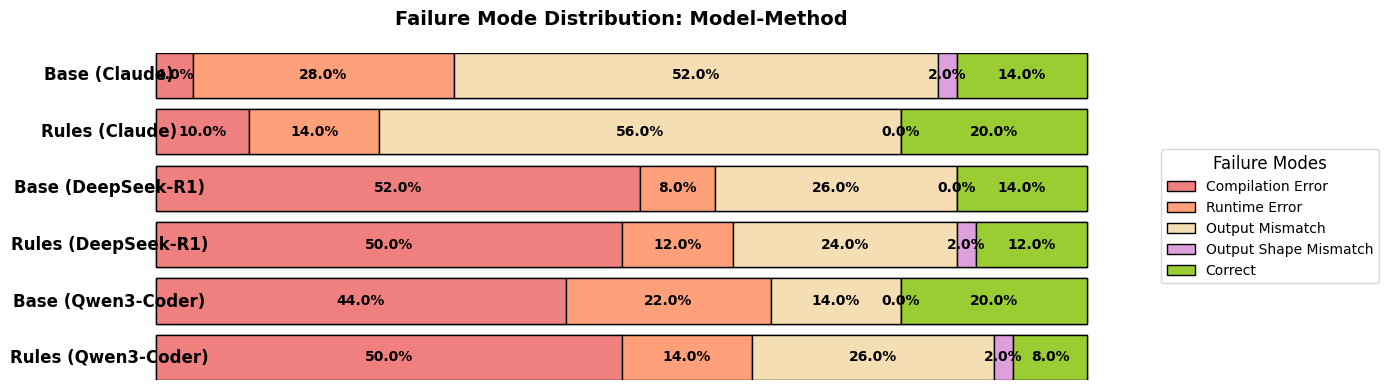 Failure Mode Distribution: Model-Method
Base (Claude) 4.0% 28.0% 52.0% 2.0% 14.0%
Rules (Claude) 10.0% 14.0% 56.0% 0.0% 20.0%
Base (DeepSeek-R1) 52.0% 8.0% 26.0% 0.0% 14.0%
Rules (DeepSeek-R1) 50.0% 12.0% 24.0% 2.0% 12.0%
Base (Qwen3-Coder) 44.0% 22.0% 14.0% 0.0% 20.0%
Rules (Qwen3-Coder) 50.0% 14.0% 26.0% 2.0% 8.0%
Failure Modes
Compilation Error
Runtime Error
Output Mismatch
Output Shape Mismatch
Correct